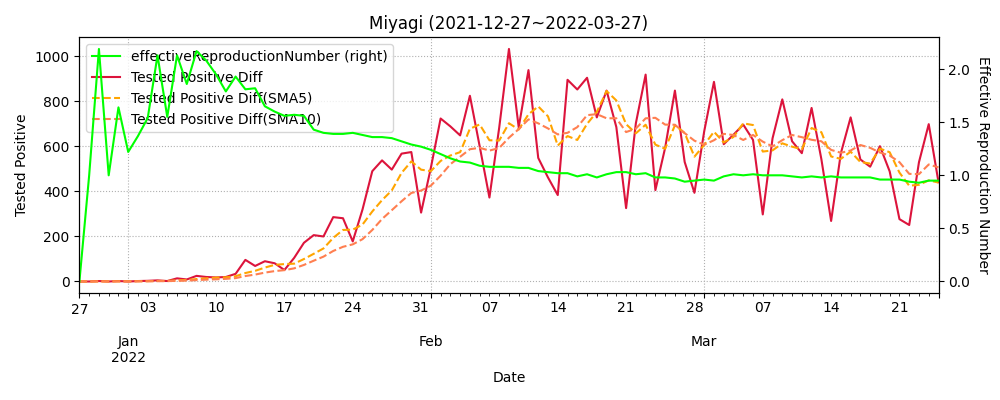 Miyagi (2021-12-27~2022-03-27)
effectiveReproductionNumber (right)
Tested Positive Diff
Tested Positive Diff(SMA5)
Tested Positive Diff(SMA10)
Tested Positive
1000
800
600
400
200
0
Effective Reproduction Number
2.0
1.5
1.0
0.5
0.0
27 03 10 17 24 31 07 14 21 28 07 14 21
Jan Feb Mar
2022
Date